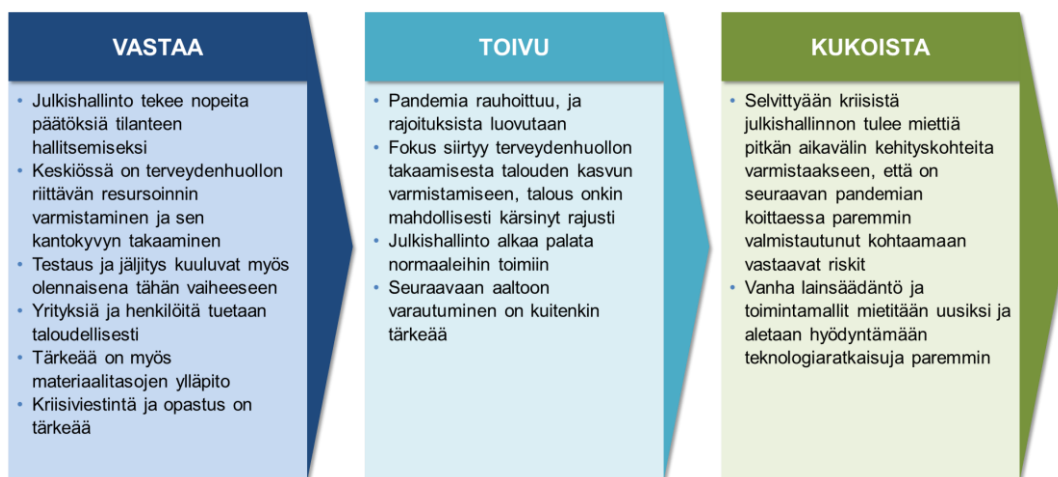 VASTAA
• Julkishallinto tekee nopeita
päätöksiä tilanteen
hallitsemiseksi
• Keskiössä on terveydenhuollon
riittävän resursoinnin
varmistaminen ja sen
kantokyvyn takaaminen
• Testaus ja jäljitys kuuluvat myös
olennaisena tähän vaiheeseen
• Yrityksiä ja henkilöitä tuetaan
taloudellisesti
• Tärkeää on myös
materiaalitasojen ylläpito
• Kriisiviestintä ja opastus on
tärkeää
TOIVU
• Pandemia rauhoittuu, ja
rajoituksista luovutaan
• Fokus siirtyy terveydenhuollon
takaamisesta talouden kasvun
varmistamiseen, talous onkin
mahdollisesti kärsinyt rajusti
• Julkishallinto alkaa palata
normaaleihin toimiin
• Seuraavaan aaltoon
varautuminen on kuitenkin
tärkeää
KUKOISTA
• Selvittyään kriisistä
julkishallinnon tulee miettiä
pitkän aikavälin kehityskohteita
varmistaakseen, että on
seuraavan pandemian
koittaessa paremmin
valmistautunut kohtaamaan
vastaavat riskit
• Vanha lainsäädäntö ja
toimintamallit mietitään uusiksi ja
aletaan hyödyntämään
teknologiaratkaisuja paremmin